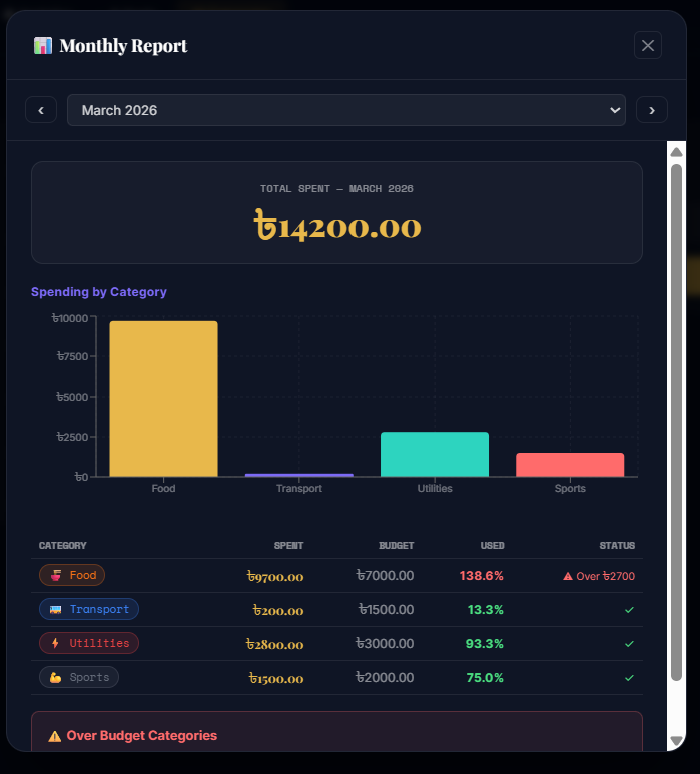 Monthly Report
‹ March 2026 ›
TOTAL SPENT — MARCH 2026
৳14200.00
Spending by Category
৳10000
৳7500
৳5000
৳2500
৳0
Food Transport Utilities Sports
CATEGORY SPENT BUDGET USED STATUS
Food ৳9700.00 ৳7000.00 138.6% ⚠ Over ৳2700
Transport ৳200.00 ৳1500.00 13.3% ✓
Utilities ৳2800.00 ৳3000.00 93.3% ✓
Sports ৳1500.00 ৳2000.00 75.0% ✓
⚠ Over Budget Categories